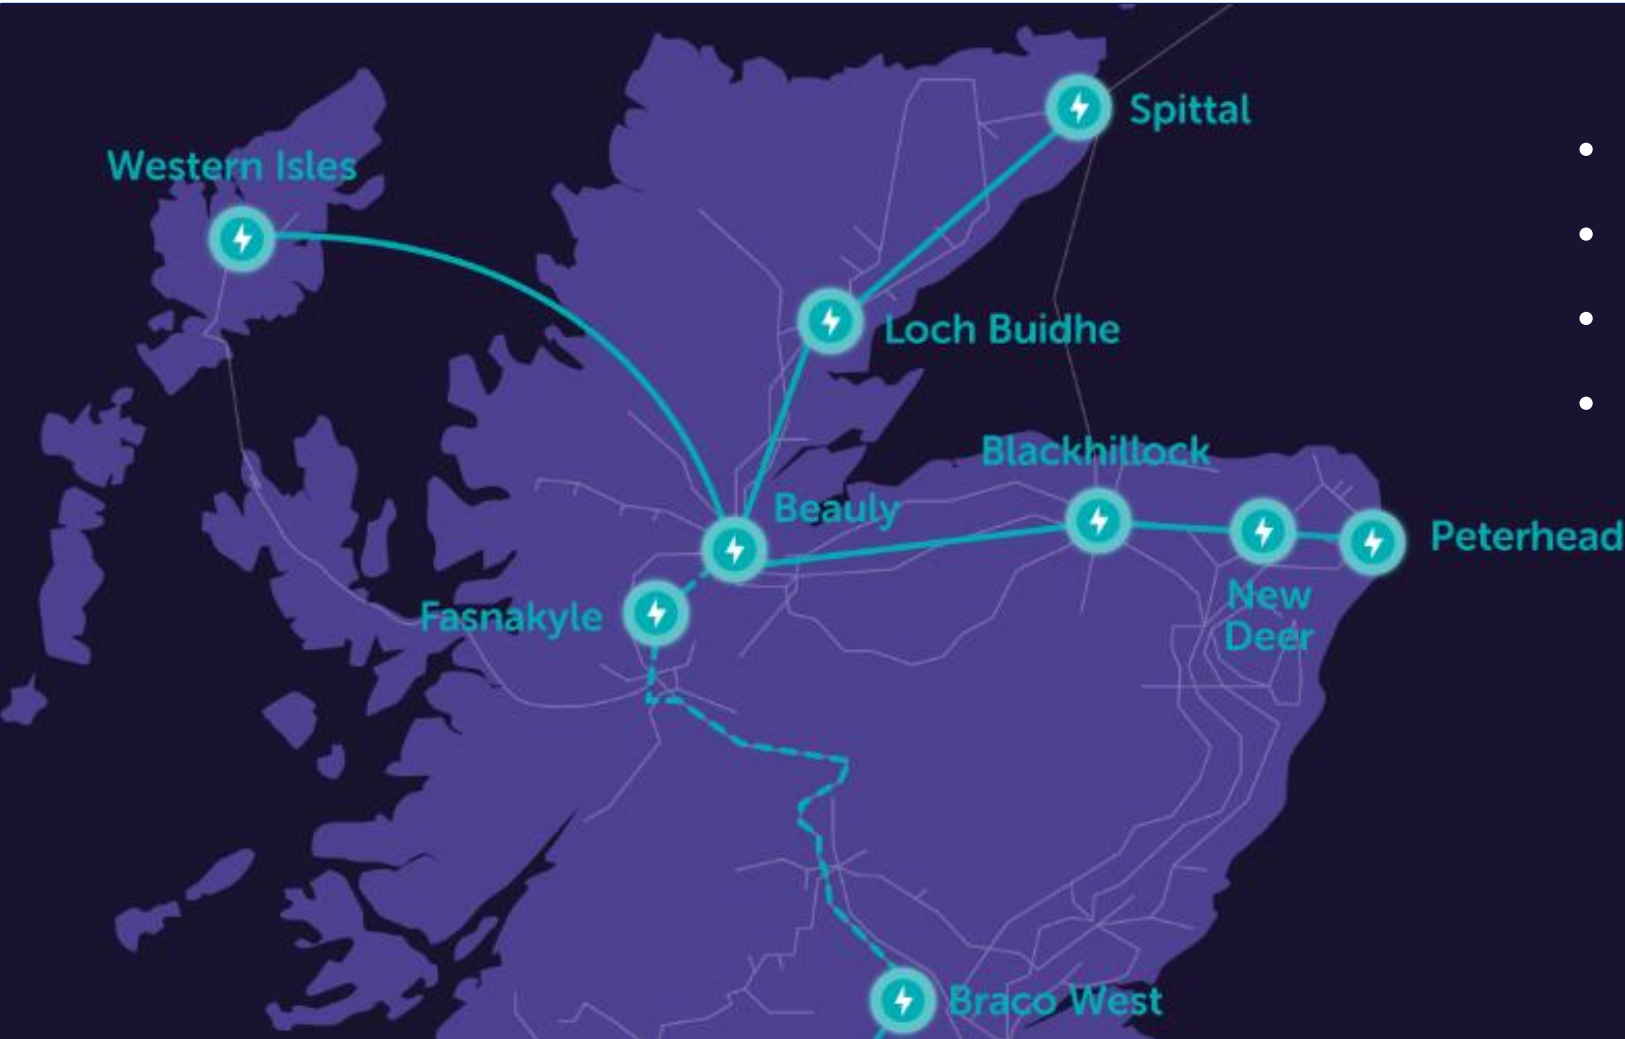 Spittal
Western Isles
Loch Buidhe
Blackhillock
Beauly
Peterhead
New
Deer
Fasnakyle
Braco West